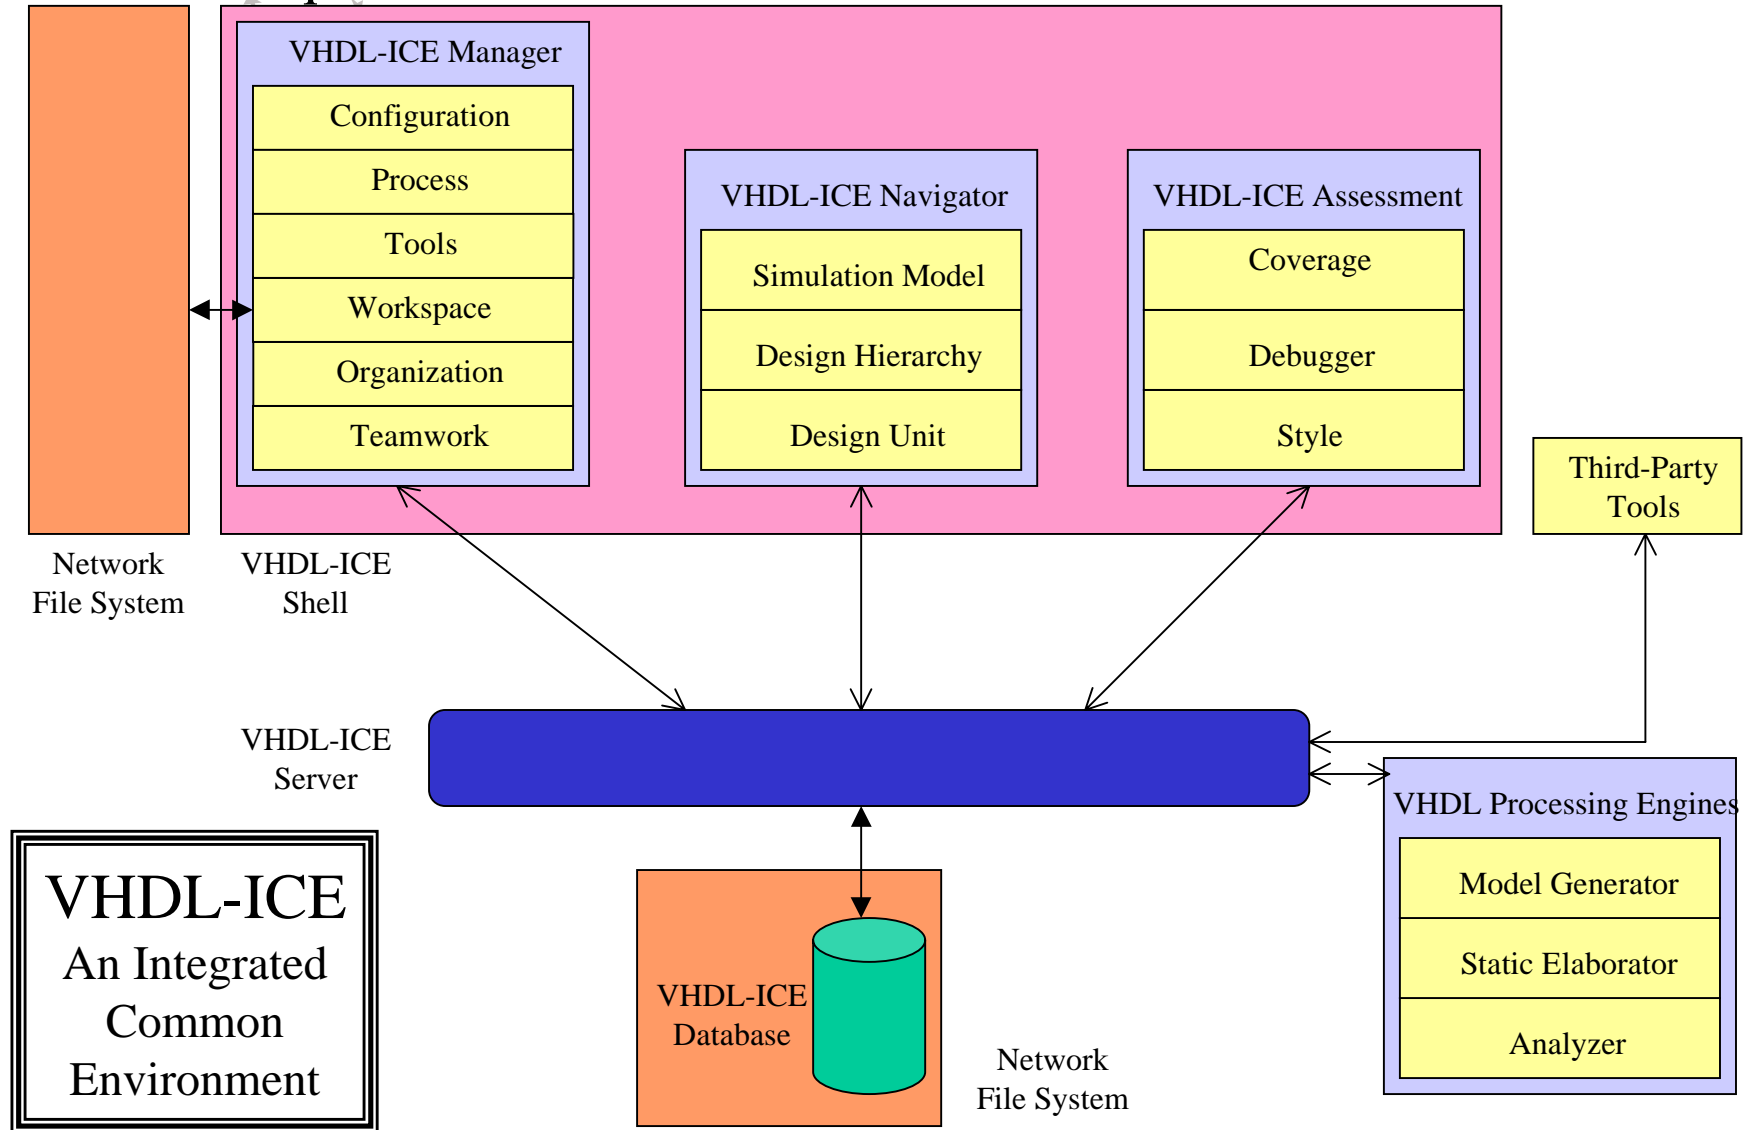 VHDL-ICE Manager
Configuration
Process
Tools
Workspace
Organization
Teamwork
VHDL-ICE Navigator
Simulation Model
Design Hierarchy
Design Unit
VHDL-ICE Assessment
Coverage
Debugger
Style
Third-Party
Tools
Network
File System
VHDL-ICE
Shell
VHDL-ICE
Server
VHDL Processing Engines
Model Generator
Static Elaborator
Analyzer
VHDL-ICE
An Integrated
Common
Environment
VHDL-ICE
Database
Network
File System